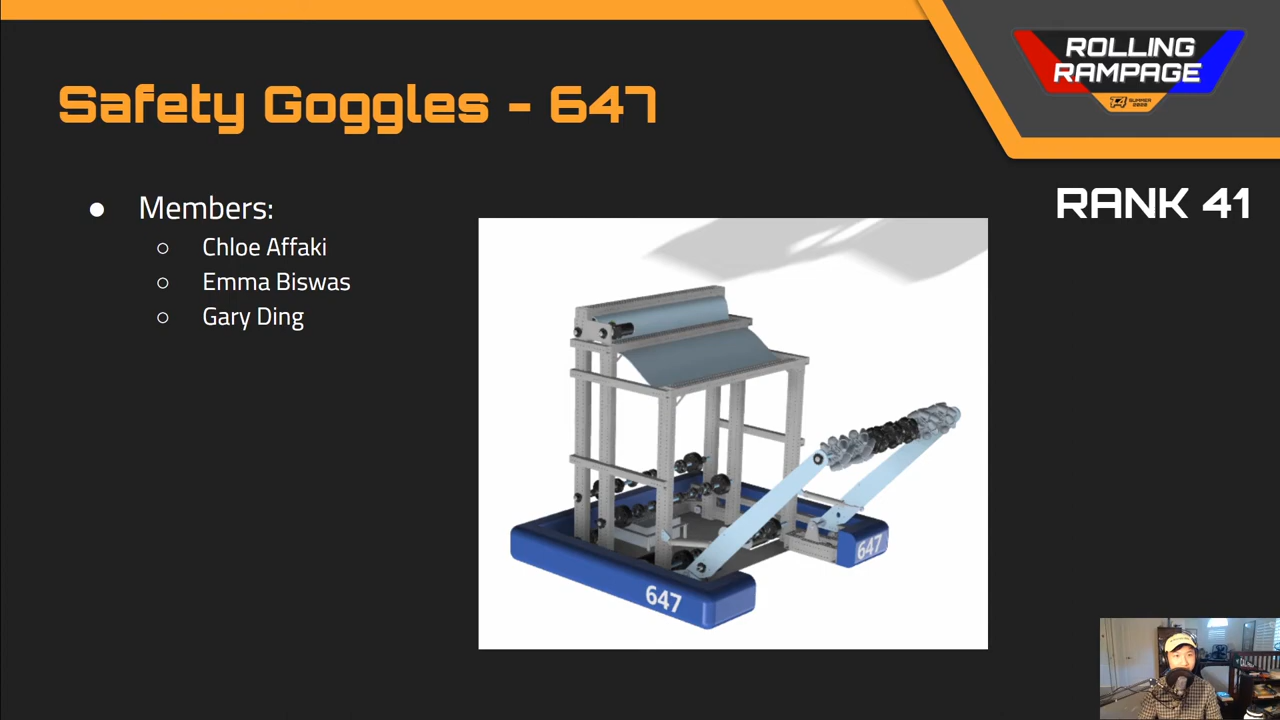 ROLLING
RAMPAGE
Safety Goggles - 647
RANK 41
Members:
Chloe Affaki
Emma Biswas
Gary Ding
647
647